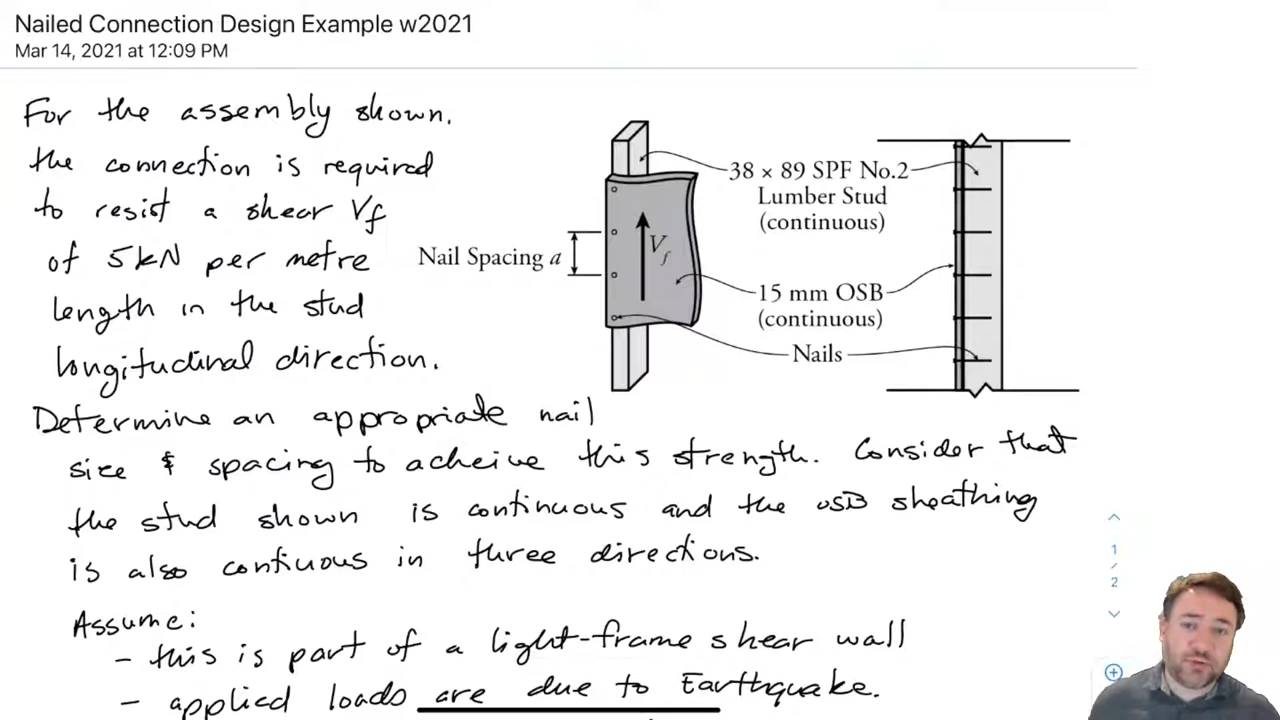 Nailed Connection Design Example w2021
Mar 14, 2021 at 12:09 PM
For the assembly shown.
the connection is required
to resist a shear Vf
of 5kN per metre
length in the stud
longitudinal direction.
Nail Spacing a
Vf
38 × 89 SPF No.2
Lumber Stud
(continuous)
15 mm OSB
(continuous)
Nails
Determine an appropriate nail
size & spacing to acheive this strength. Consider that
the stud shown is continuous and the OSB sheathing
is also contiuous in three directions.
Assume:
- this is part of a light-frame shear wall
- applied loads are due to Earthquake.
1
/
2